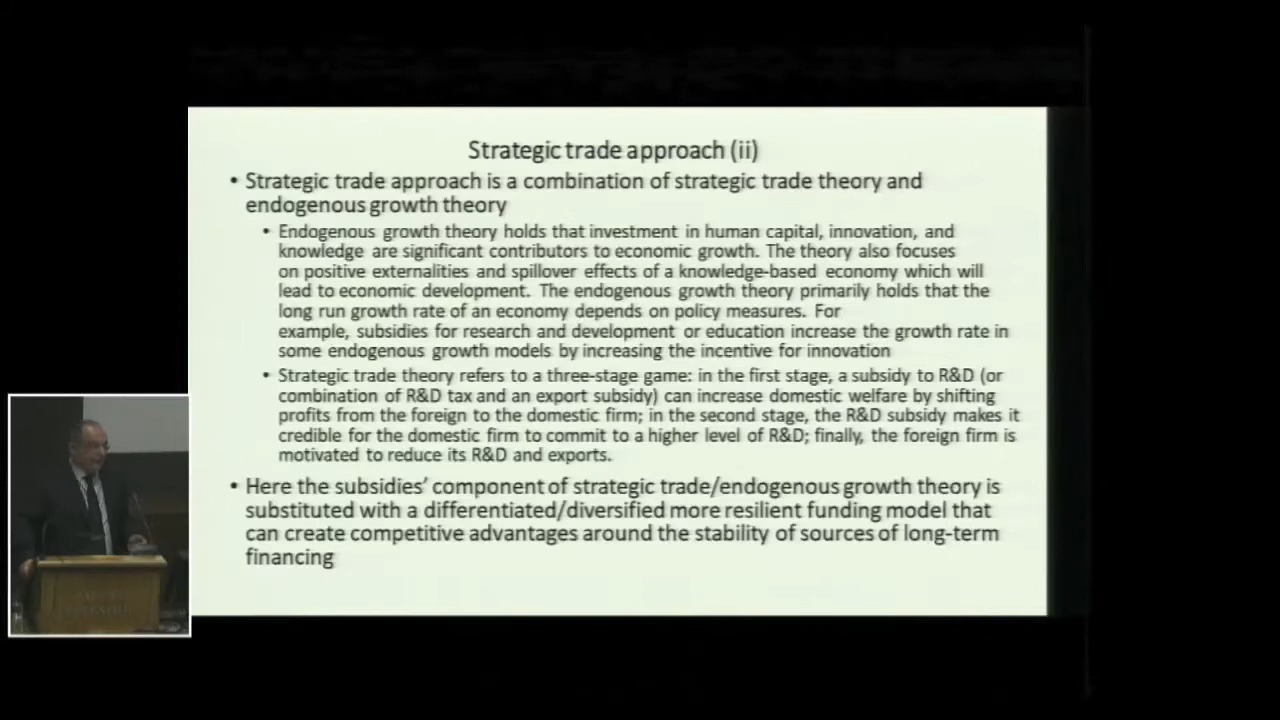 Strategic trade approach (ii)
• Strategic trade approach is a combination of strategic trade theory and
endogenous growth theory
• Endogenous growth theory holds that investment in human capital, innovation, and
knowledge are significant contributors to economic growth. The theory also focuses
on positive externalities and spillover effects of a knowledge-based economy which will
lead to economic development. The endogenous growth theory primarily holds that the
long run growth rate of an economy depends on policy measures. For
example, subsidies for research and development or education increase the growth rate in
some endogenous growth models by increasing the incentive for innovation
• Strategic trade theory refers to a three-stage game: in the first stage, a subsidy to R&D (or
combination of R&D tax and an export subsidy) can increase domestic welfare by shifting
profits from the foreign to the domestic firm; in the second stage, the R&D subsidy makes it
credible for the domestic firm to commit to a higher level of R&D; finally, the foreign firm is
motivated to reduce its R&D and exports.
• Here the subsidies' component of strategic trade/endogenous growth theory is
substituted with a differentiated/diversified more resilient funding model that
can create competitive advantages around the stability of sources of long-term
financing